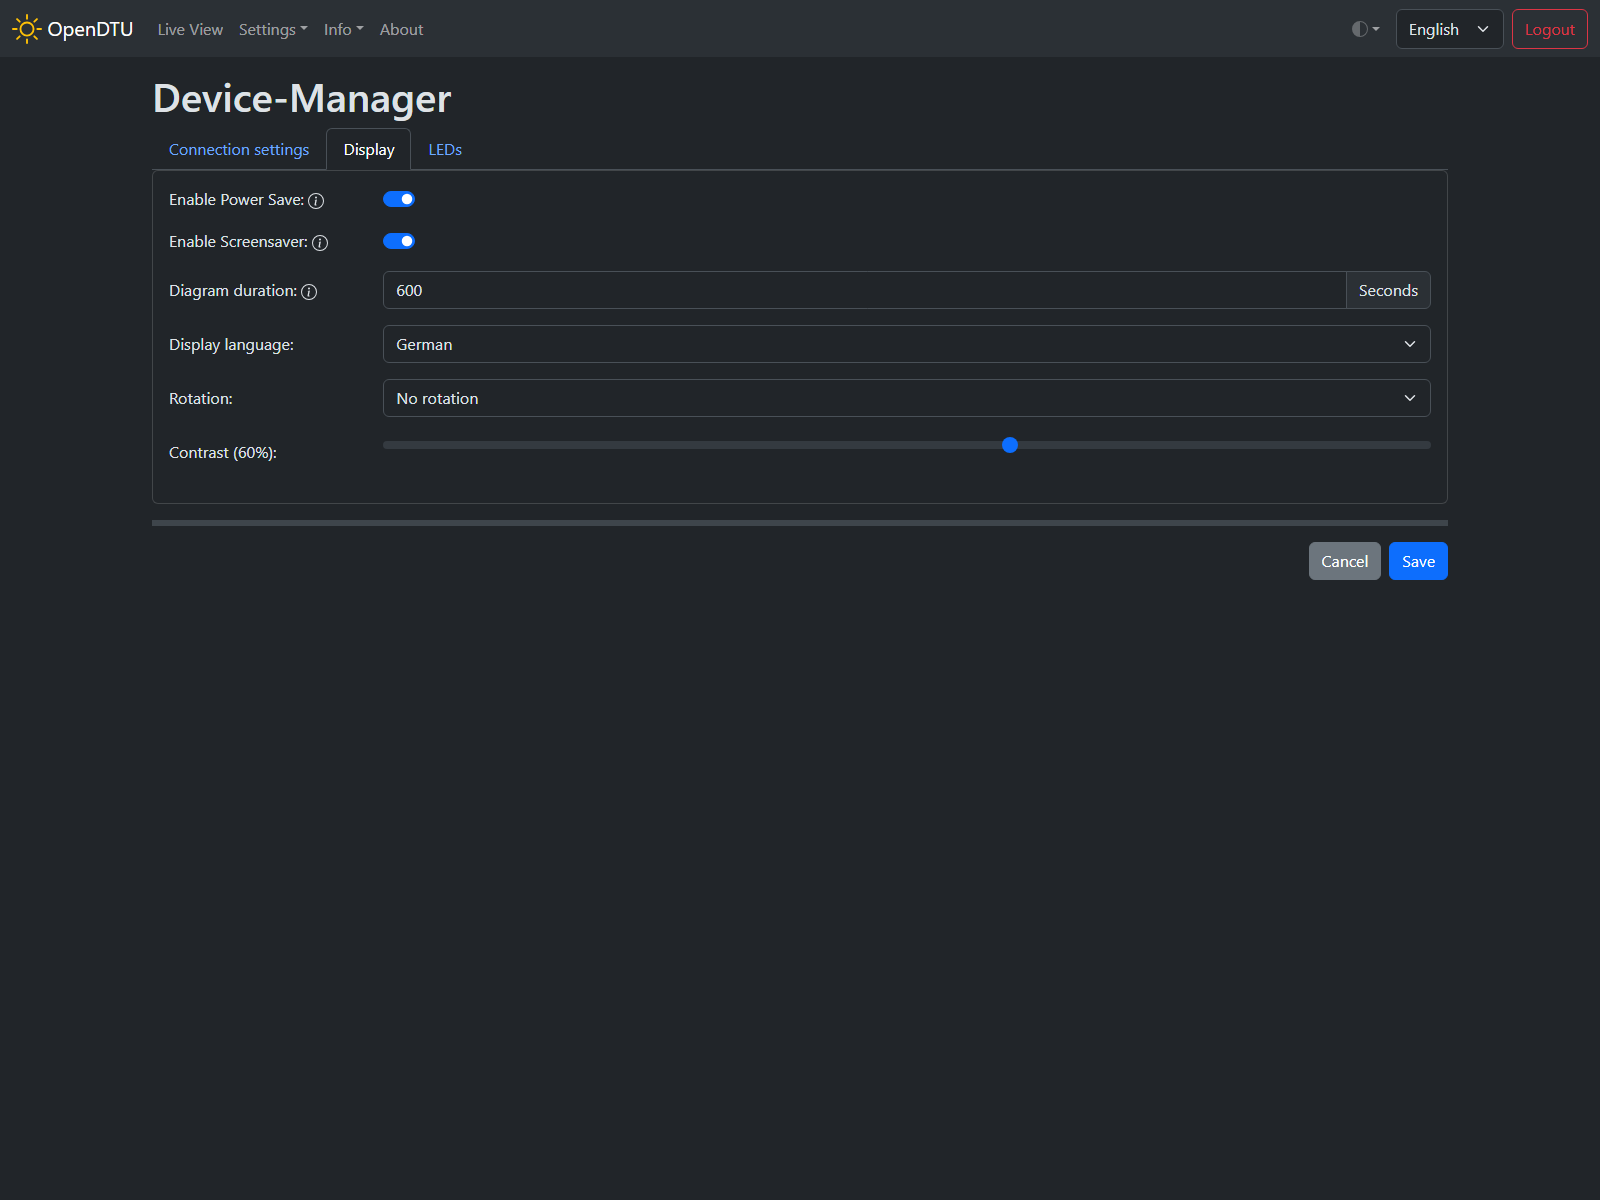 OpenDTU Live View Settings Info About English Logout
Device-Manager
Connection settings Display LEDs
Enable Power Save:
Enable Screensaver:
Diagram duration: 600 Seconds
Display language: German
Rotation: No rotation
Contrast (60%):
Cancel Save